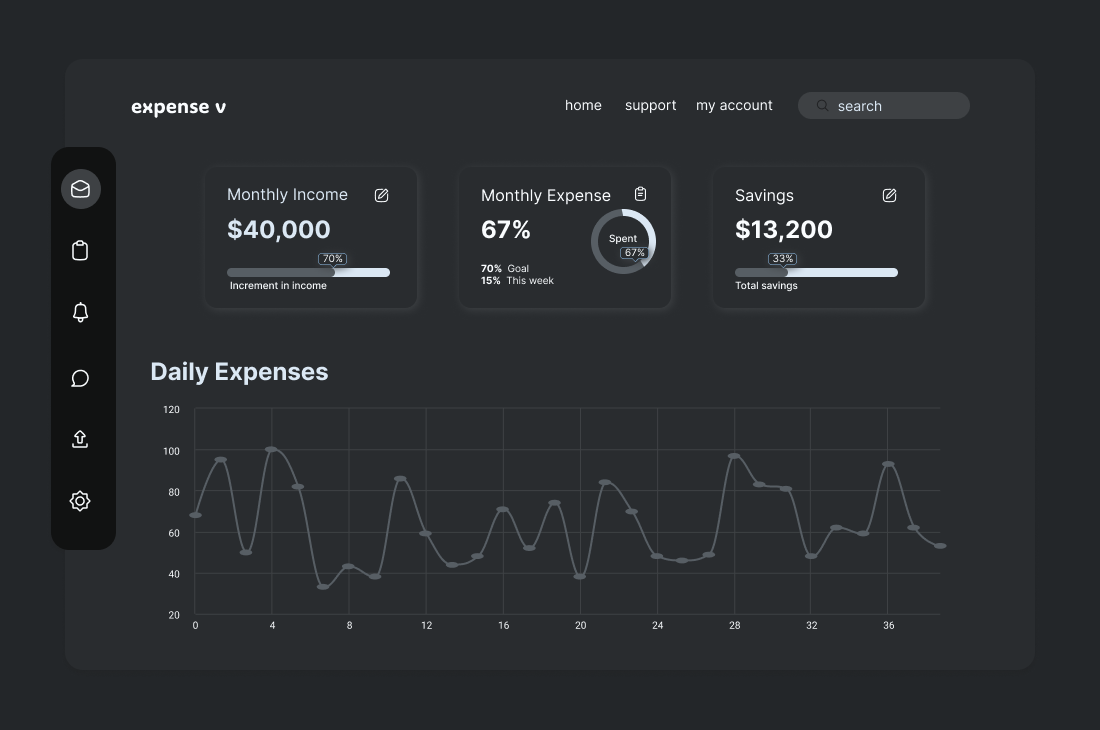 expense v
home support my account search
Monthly Income
$40,000
70%
Increment in income
Monthly Expense
67%
Spent
67%
70% Goal
15% This week
Savings
$13,200
33%
Total savings
Daily Expenses
120
100
80
60
40
20
0 4 8 12 16 20 24 28 32 36